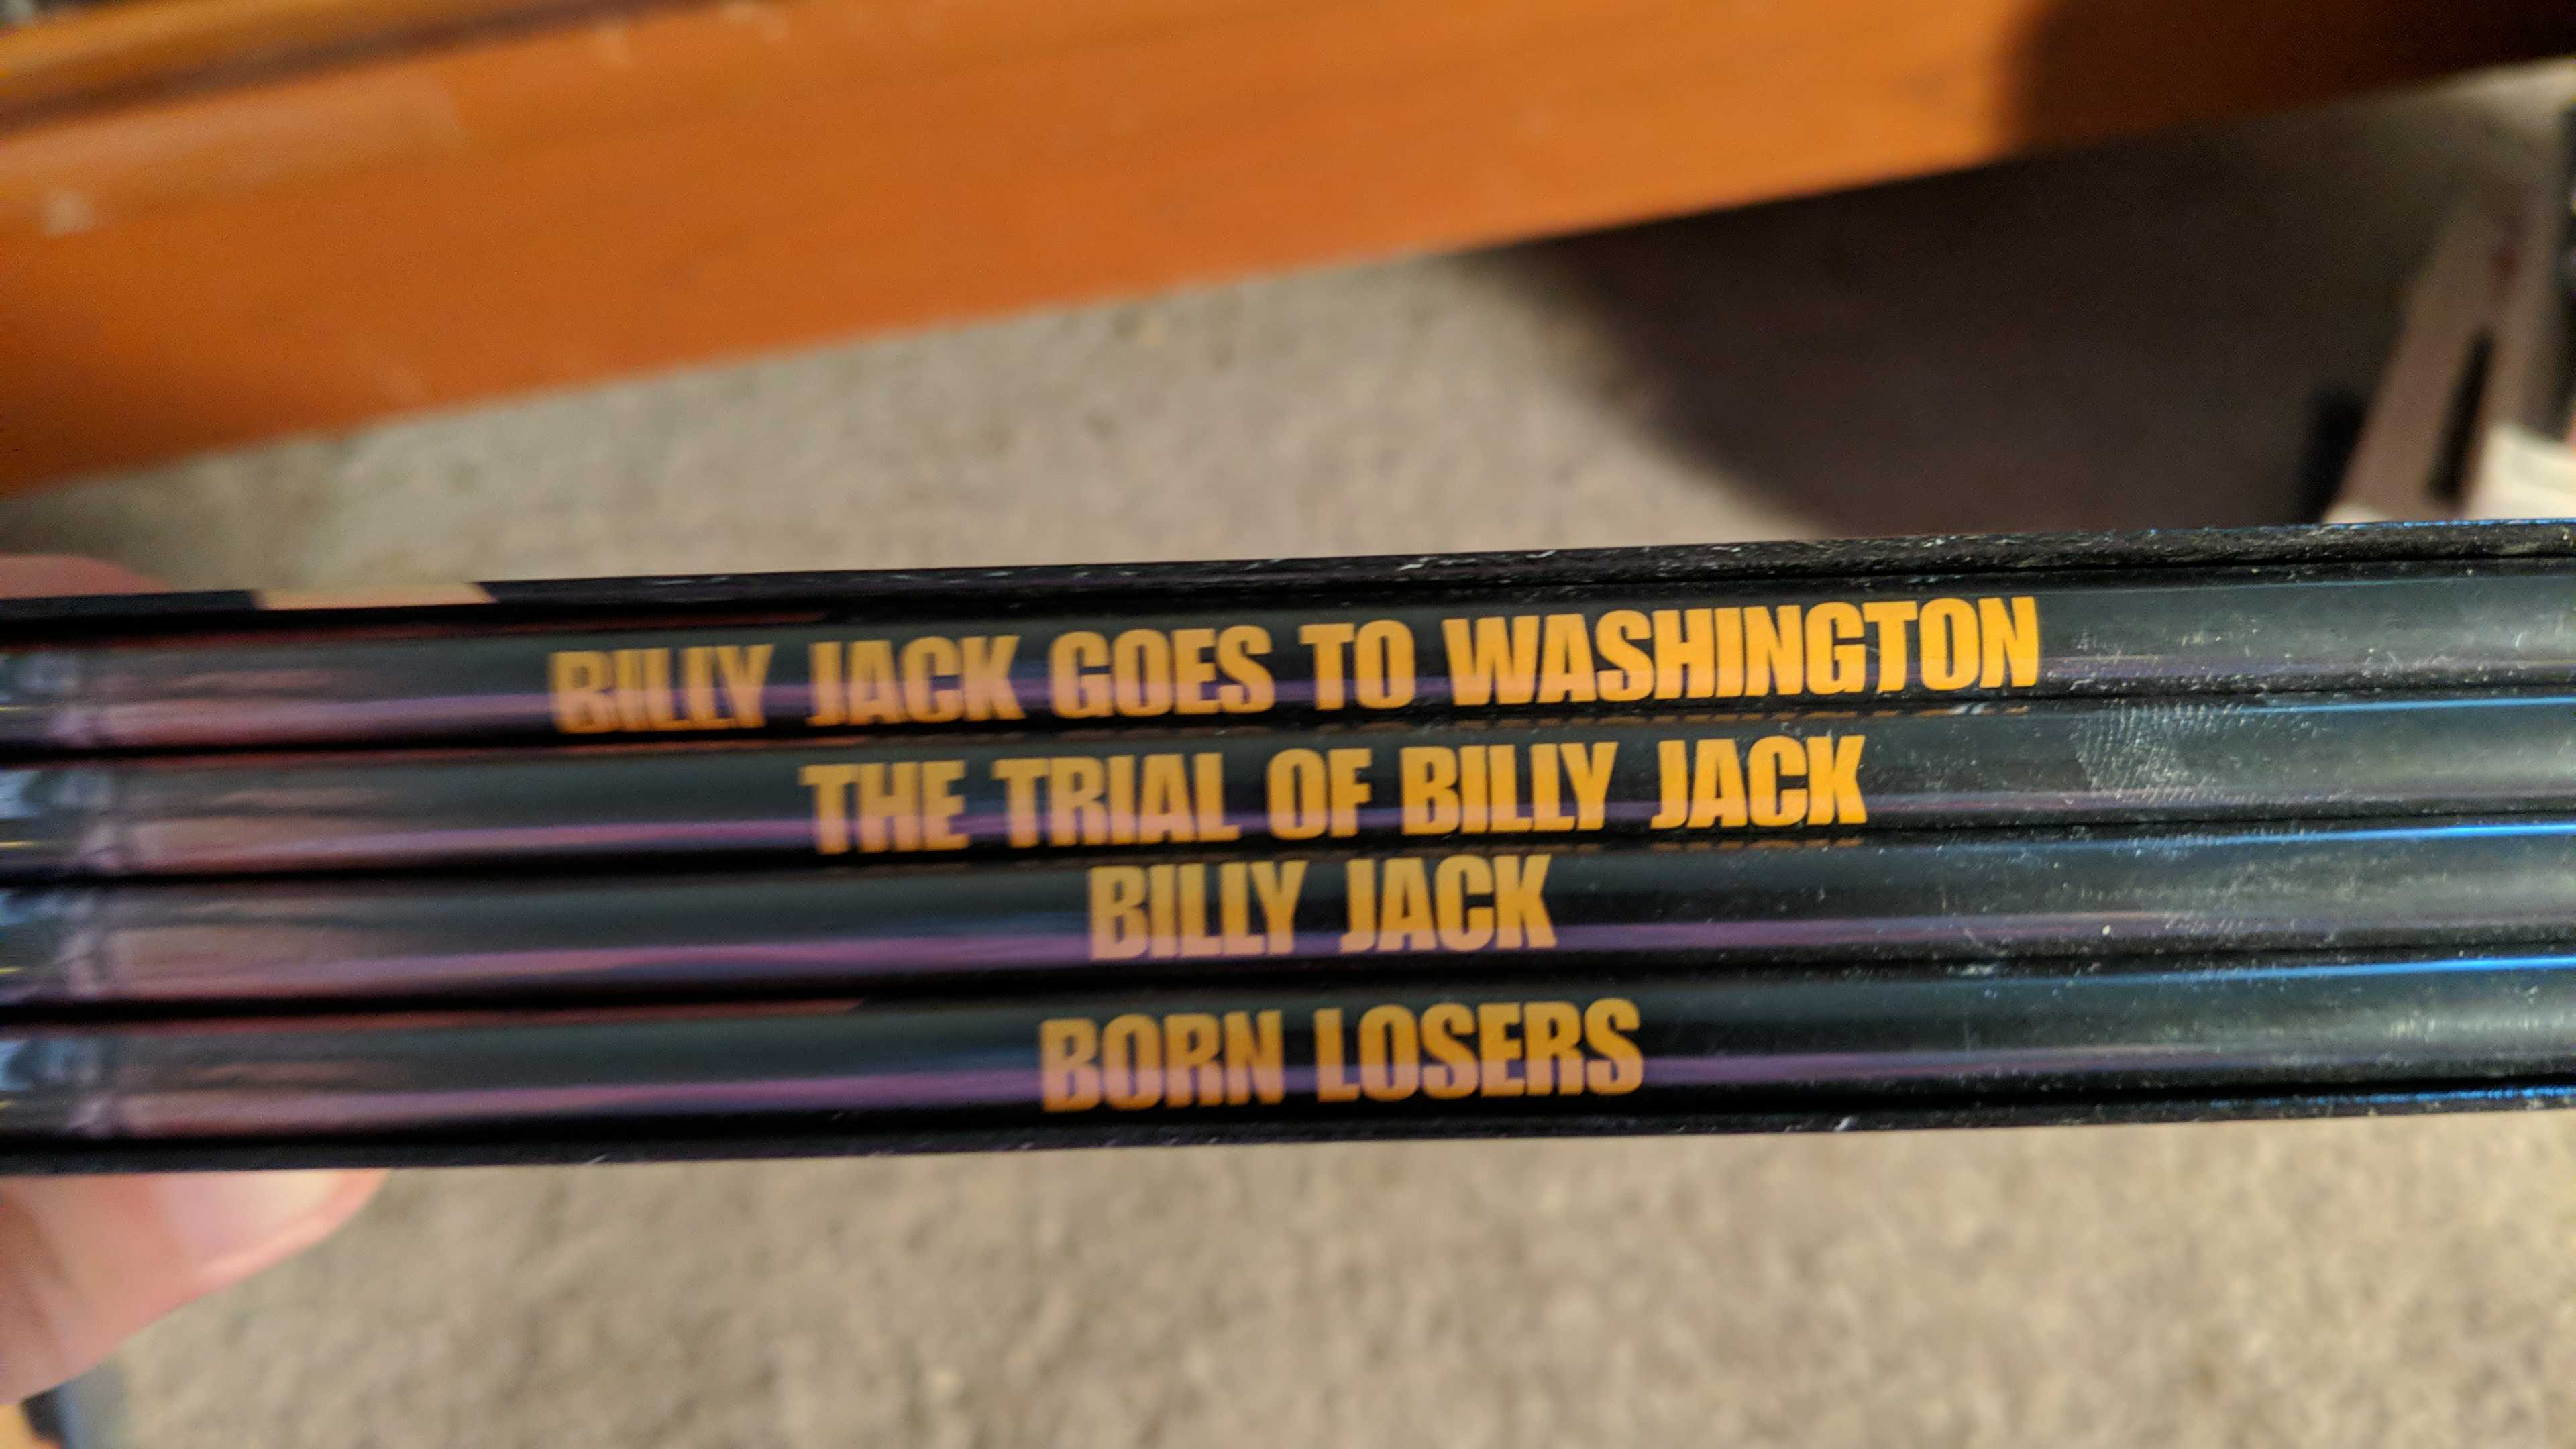 BILLY JACK GOES TO WASHINGTON
THE TRIAL OF BILLY JACK
BILLY JACK
BORN LOSERS